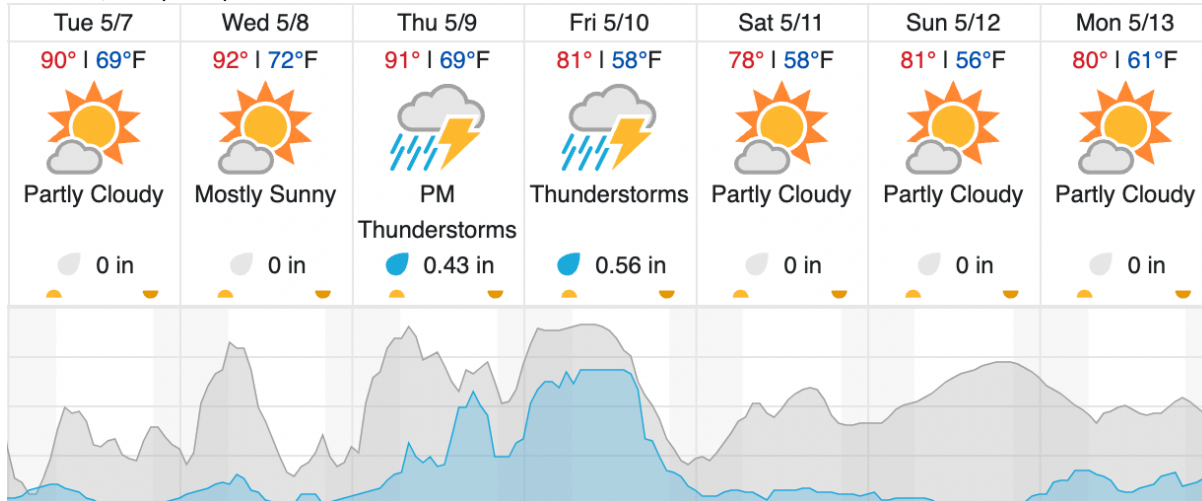 Tue 5/7
Wed 5/8
Thu 5/9
Fri 5/10
Sat 5/11
Sun 5/12
Mon 5/13
90° | 69°F
92° | 72°F
91° | 69°F
81° | 58°F
78° | 58°F
81° | 56°F
80° | 61°F
Partly Cloudy
Mostly Sunny
PM
Thunderstorms
Thunderstorms
Partly Cloudy
Partly Cloudy
Partly Cloudy
0 in
0 in
0.43 in
0.56 in
0 in
0 in
0 in